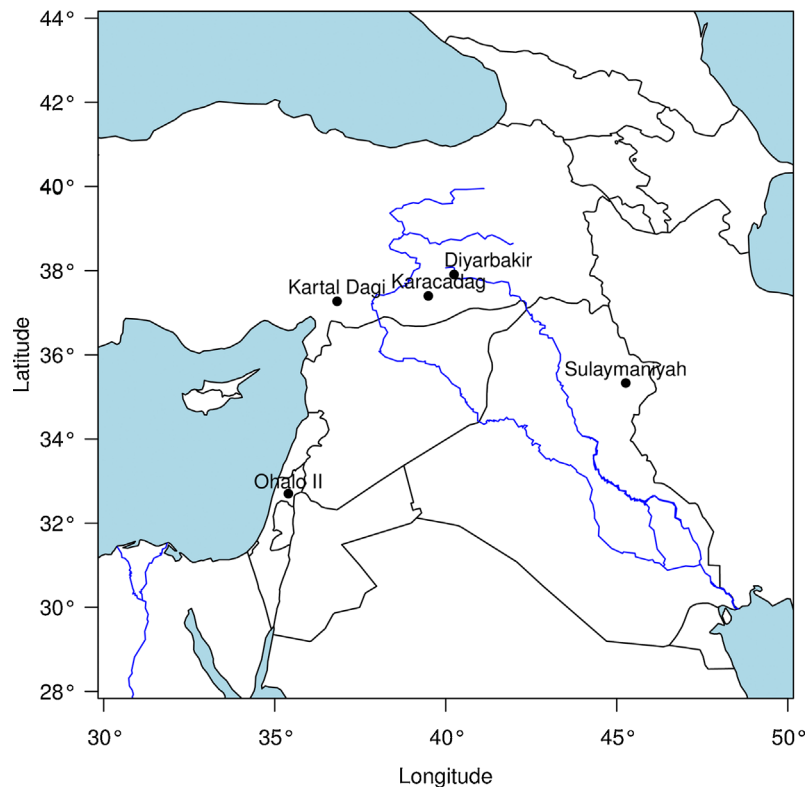 44°
42°
40°
38°
36°
34°
32°
30°
28°
Latitude
Diyarbakir
Kartal Dagi
Karacadag
Sulaymaniyah
Ohalo II
30°
35°
40°
45°
50°
Longitude